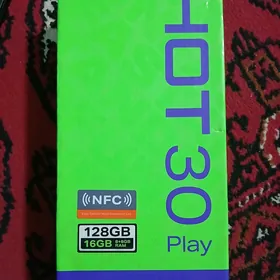 HOT 30
Play
NFC
128GB
16GB 8+8GB
RAM